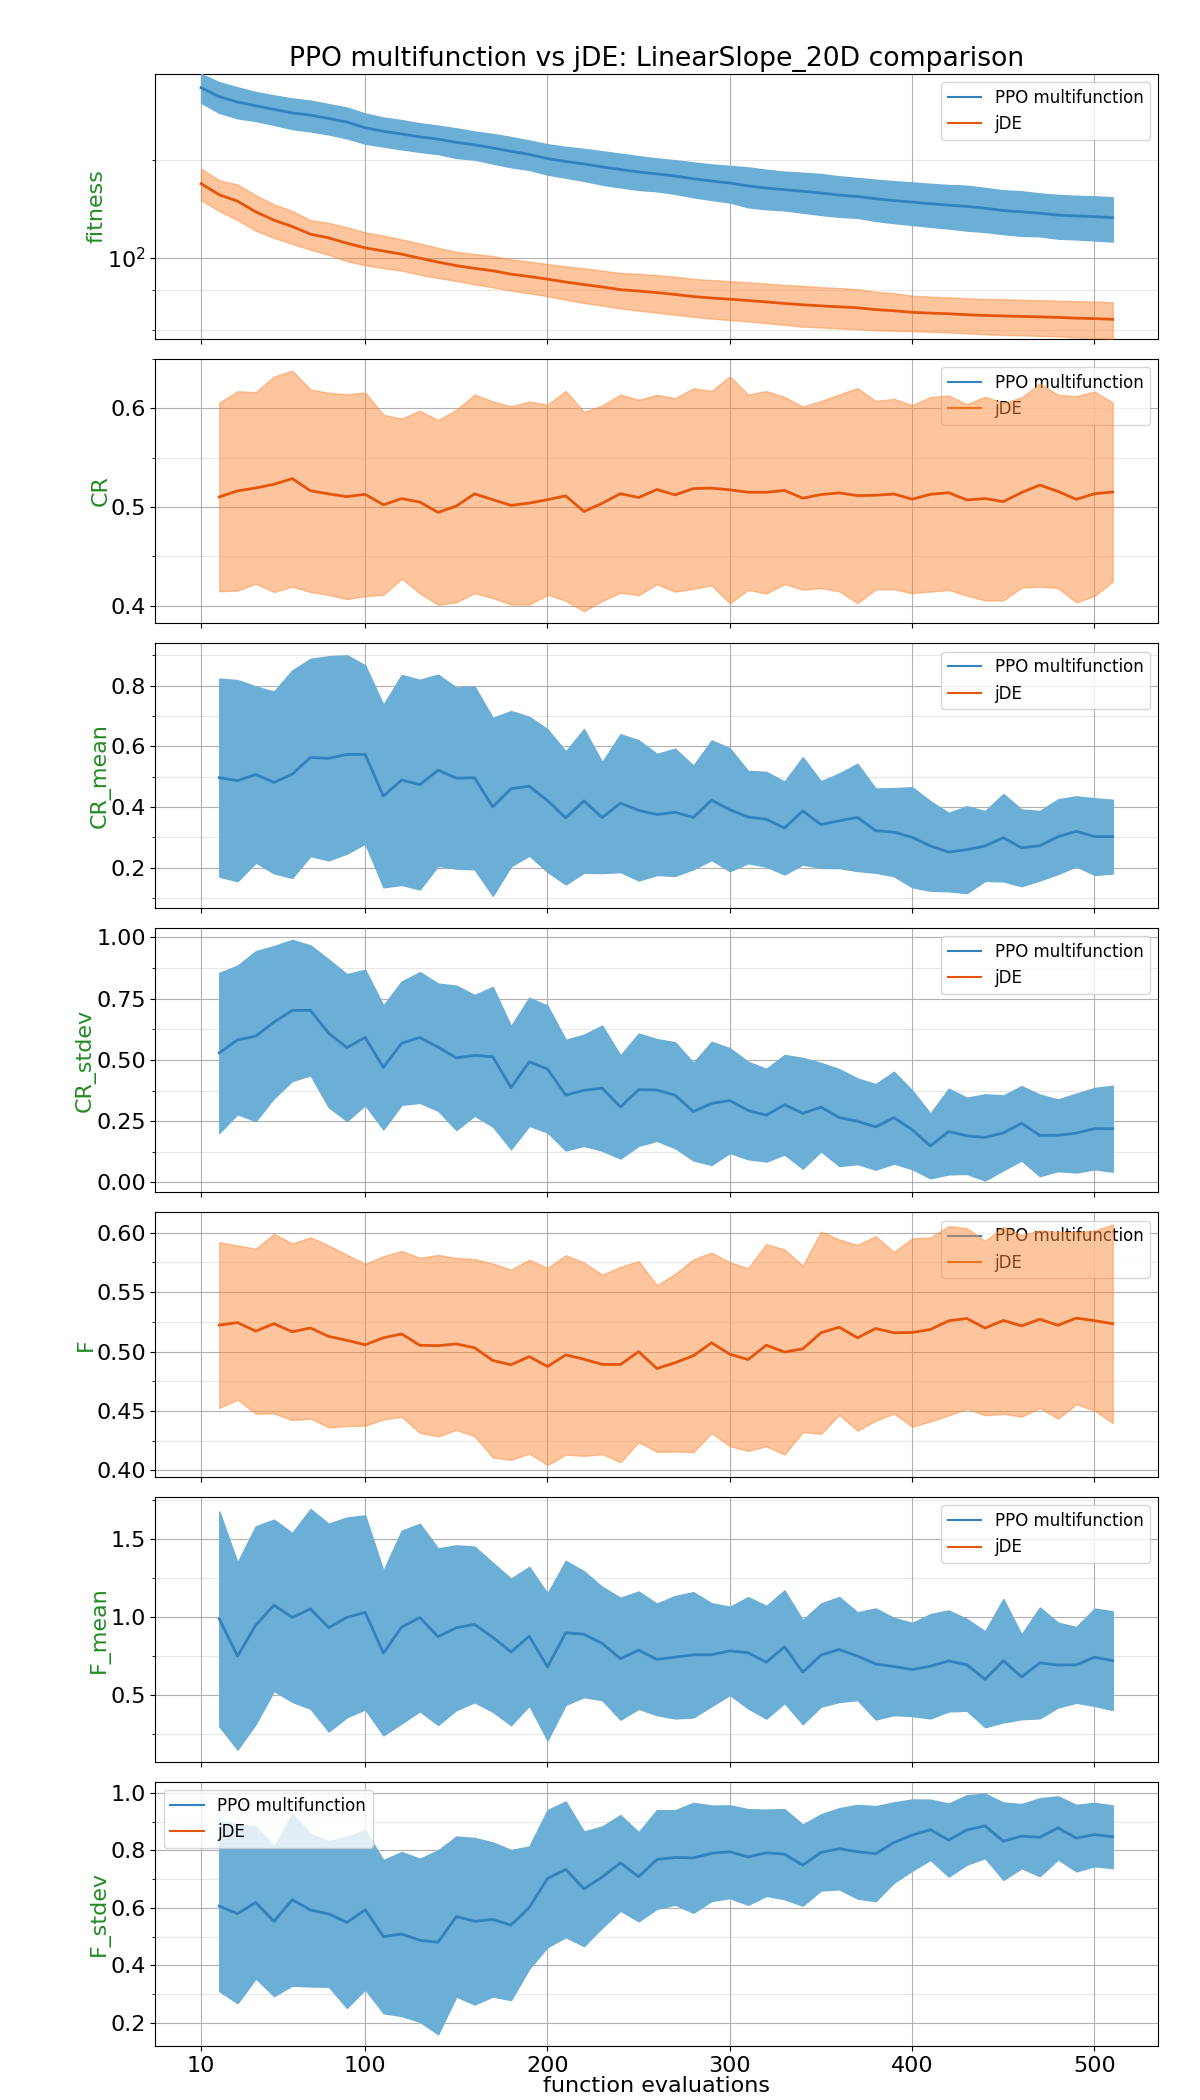 PPO multifunction vs jDE: LinearSlope_20D comparison
fitness
10²
PPO multifunction
jDE
CR
0.6
0.5
0.4
PPO multifunction
jDE
CR_mean
0.8
0.6
0.4
0.2
PPO multifunction
jDE
CR_stdev
1.00
0.75
0.50
0.25
0.00
PPO multifunction
jDE
F
0.60
0.55
0.50
0.45
0.40
PPO multifunction
jDE
F_mean
1.5
1.0
0.5
PPO multifunction
jDE
F_stdev
1.0
0.8
0.6
0.4
0.2
PPO multifunction
jDE
10 100 200 300 400 500
function evaluations